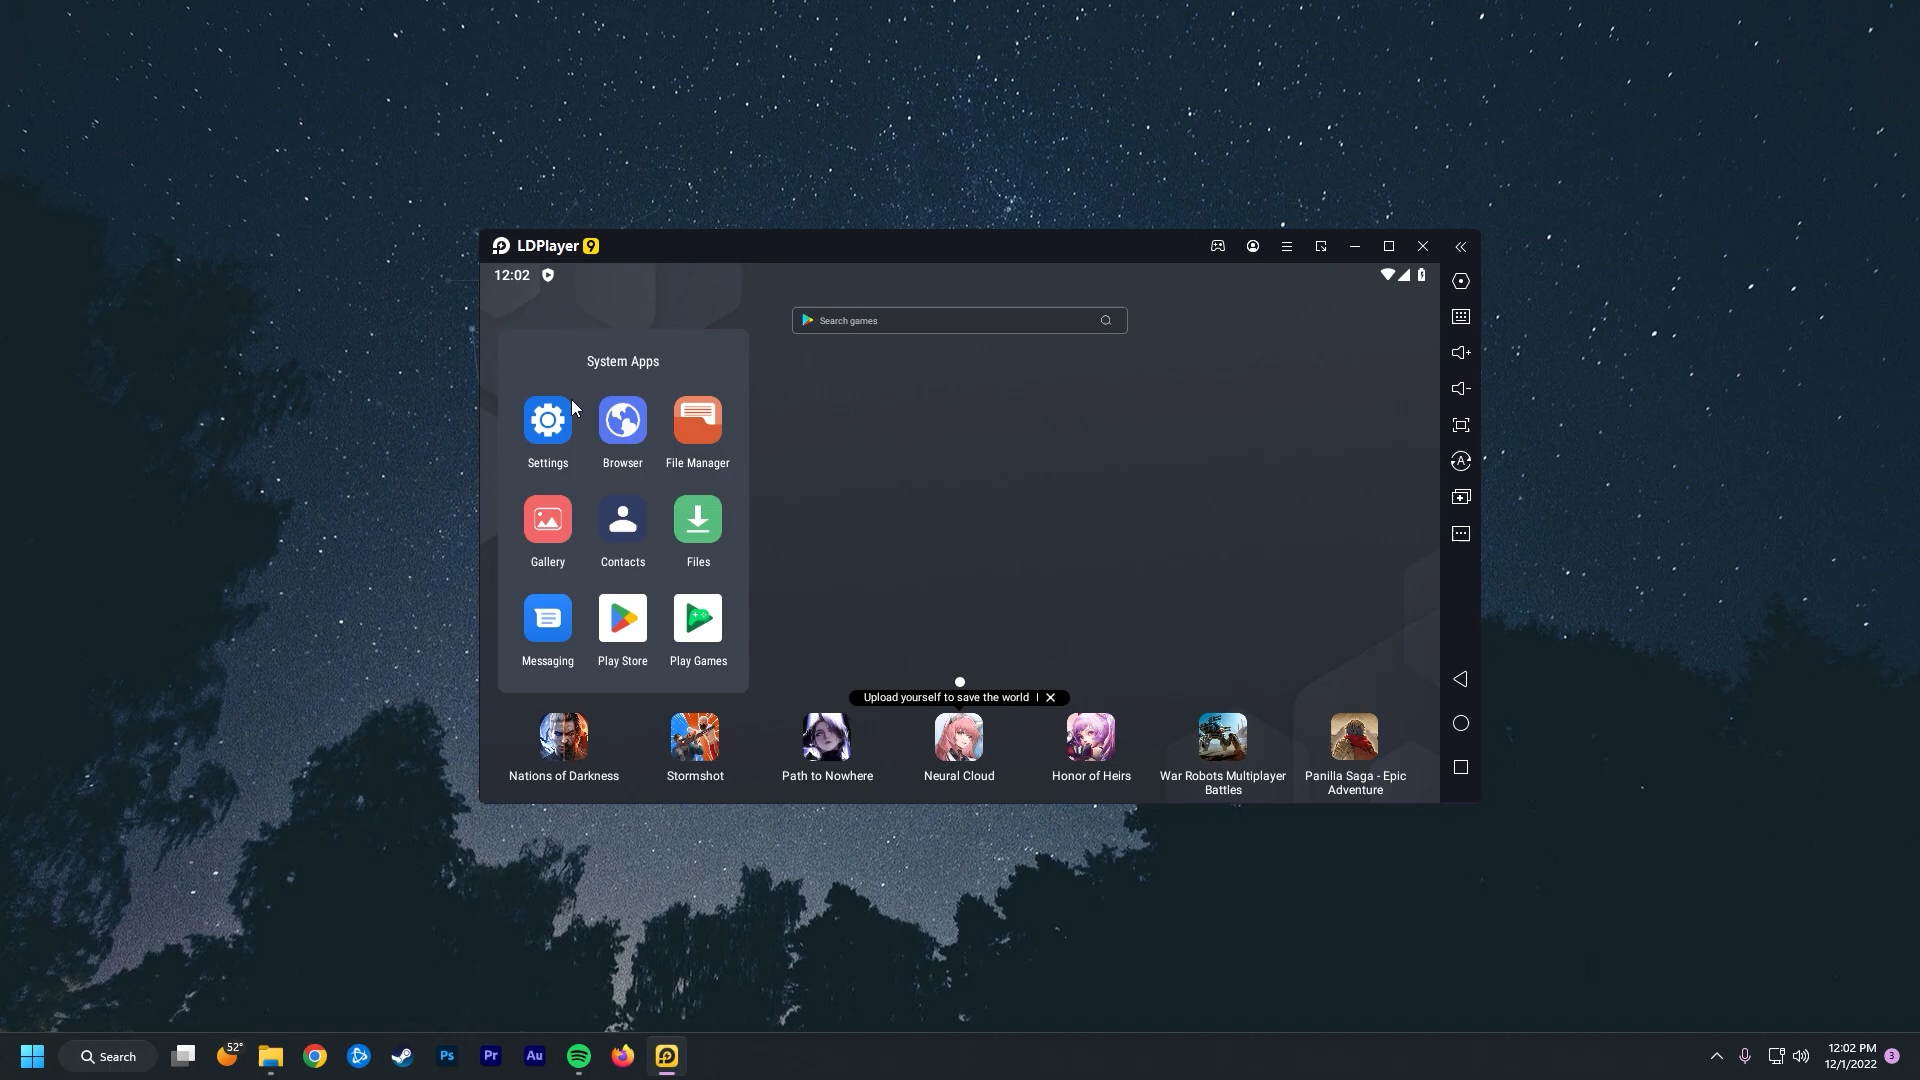 LDPlayer 9
12:02
Search games
System Apps
Settings
Browser
File Manager
Gallery
Contacts
Files
Messaging
Play Store
Play Games
Upload yourself to save the world
Nations of Darkness
Stormshot
Path to Nowhere
Neural Cloud
Honor of Heirs
War Robots Multiplayer
Battles
Panilla Saga - Epic
Adventure
Search
52°
Ps
Pr
Au
12:02 PM
12/1/2022
3